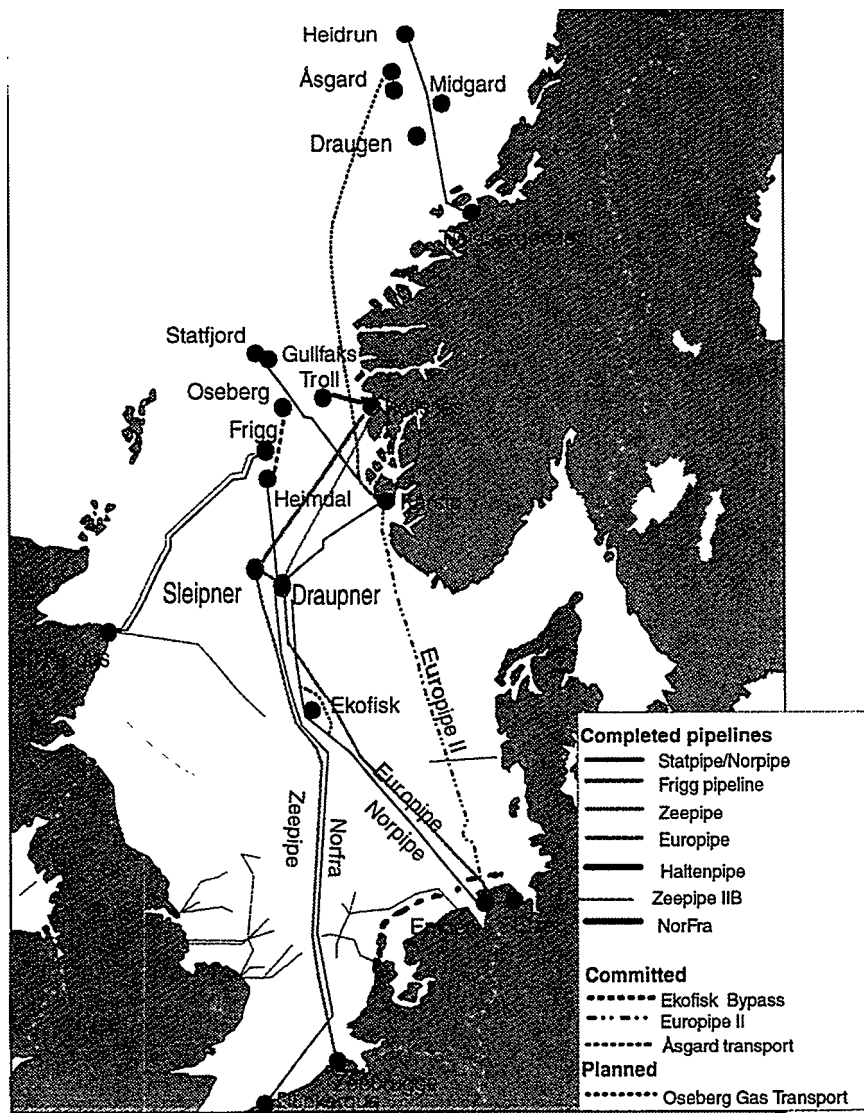 Heidrun
Åsgard
Midgard
Draugen
Statfjord
Gullfaks
Troll
Oseberg
Frigg
Heimdal
Sleipner
Draupner
Europipe II
Ekofisk
Europipe
Norpipe
Zeepipe
Norfra
Completed pipelines
Statpipe/Norpipe
Frigg pipeline
Zeepipe
Europipe
Haltenpipe
Zeepipe IIB
NorFra
Committed
Ekofisk Bypass
Europipe II
Åsgard transport
Planned
Oseberg Gas Transport